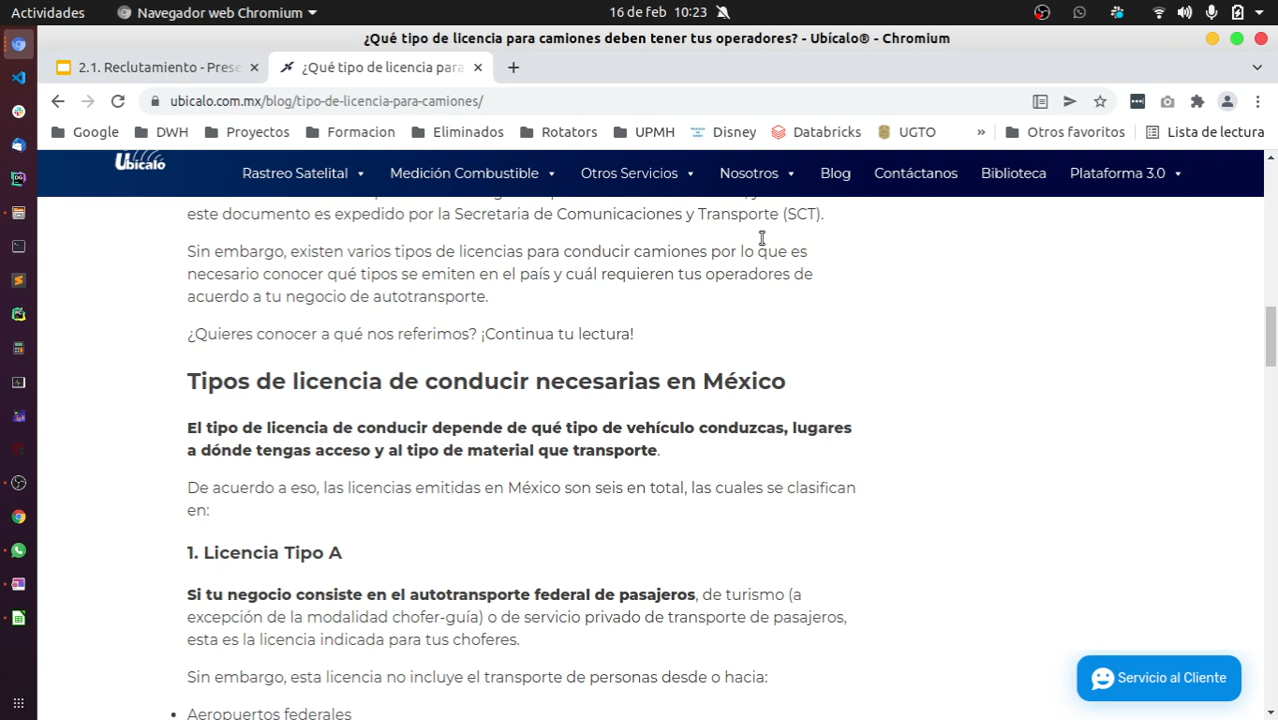 Actividades
Navegador web Chromium
16 de feb 10:23
¿Qué tipo de licencia para camiones deben tener tus operadores? - Ubícalo® - Chromium
2.1. Reclutamiento - Prese
¿Qué tipo de licencia para
ubicalo.com.mx/blog/tipo-de-licencia-para-camiones/
Google
DWH
Proyectos
Formacion
Eliminados
Rotators
UPMH
Disney
Databricks
UGTO
»
Otros favoritos
Lista de lectura
Ubícalo
Rastreo Satelital
Medición Combustible
Otros Servicios
Nosotros
Blog
Contáctanos
Biblioteca
Plataforma 3.0
este documento es expedido por la Secretaria de Comunicaciones y Transporte (SCT).
Sin embargo, existen varios tipos de licencias para conducir camiones por lo que es
necesario conocer qué tipos se emiten en el país y cuál requieren tus operadores de
acuerdo a tu negocio de autotransporte.
¿Quieres conocer a qué nos referimos? ¡Continua tu lectura!
Tipos de licencia de conducir necesarias en México
El tipo de licencia de conducir depende de qué tipo de vehículo conduzcas, lugares
a dónde tengas acceso y al tipo de material que transporte.
De acuerdo a eso, las licencias emitidas en México son seis en total, las cuales se clasifican
en:
1. Licencia Tipo A
Si tu negocio consiste en el autotransporte federal de pasajeros, de turismo (a
excepción de la modalidad chofer-guía) o de servicio privado de transporte de pasajeros,
esta es la licencia indicada para tus choferes.
Sin embargo, esta licencia no incluye el transporte de personas desde o hacia:
• Aeropuertos federales
Servicio al Cliente